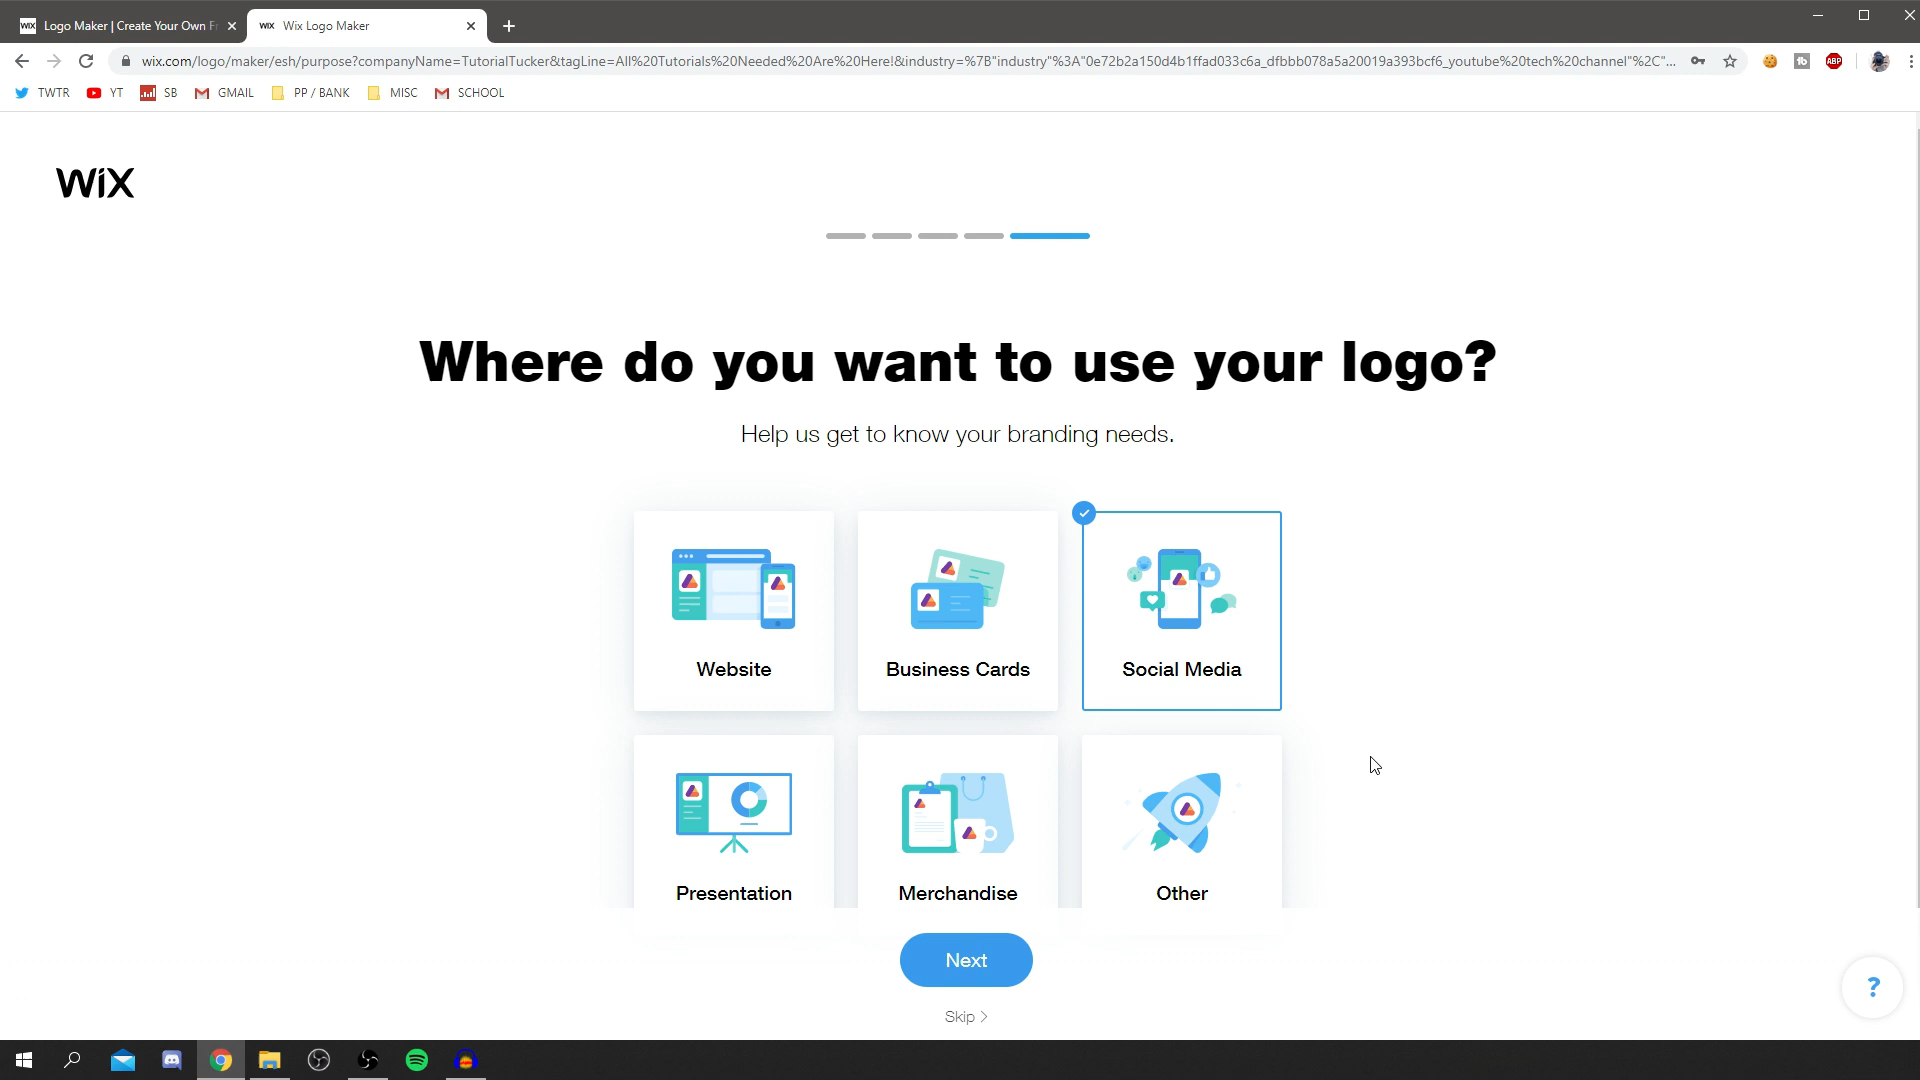 Logo Maker | Create Your Own Fr
WiX Wix Logo Maker
wix.com/logo/maker/esh/purpose?companyName=TutorialTucker&tagLine=All%20Tutorials%20Needed%20Are%20Here!&industry=%7B"industry"%3A"0e72b2a150d4b1ffad033c6a_dfbbb078a5a20019a393bcf6_youtube%20tech%20channel"%2C"...
ABP
TWTR YT SB GMAIL PP / BANK MISC SCHOOL
WiX
Where do you want to use your logo?
Help us get to know your branding needs.
Website Business Cards Social Media
Presentation Merchandise Other
Next
?
Skip >